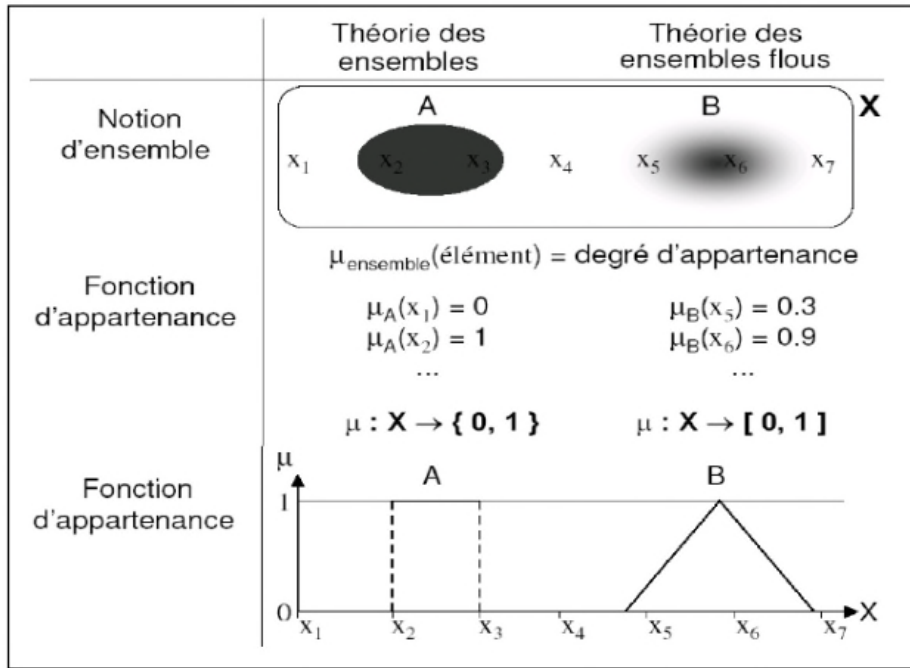 Théorie des
ensembles
Théorie des
ensembles flous
Notion
d'ensemble
A
B
X
x₁ x₂ x₃ x₄ x₅ x₆ x₇
Fonction
d'appartenance
μensemble(élément) = degré d'appartenance
μA(x₁) = 0
μA(x₂) = 1
...
μB(x₅) = 0.3
μB(x₆) = 0.9
...
μ : X → { 0, 1 }
μ : X → [ 0, 1 ]
Fonction
d'appartenance
μ
A
B
1
0
X
x₁ x₂ x₃ x₄ x₅ x₆ x₇